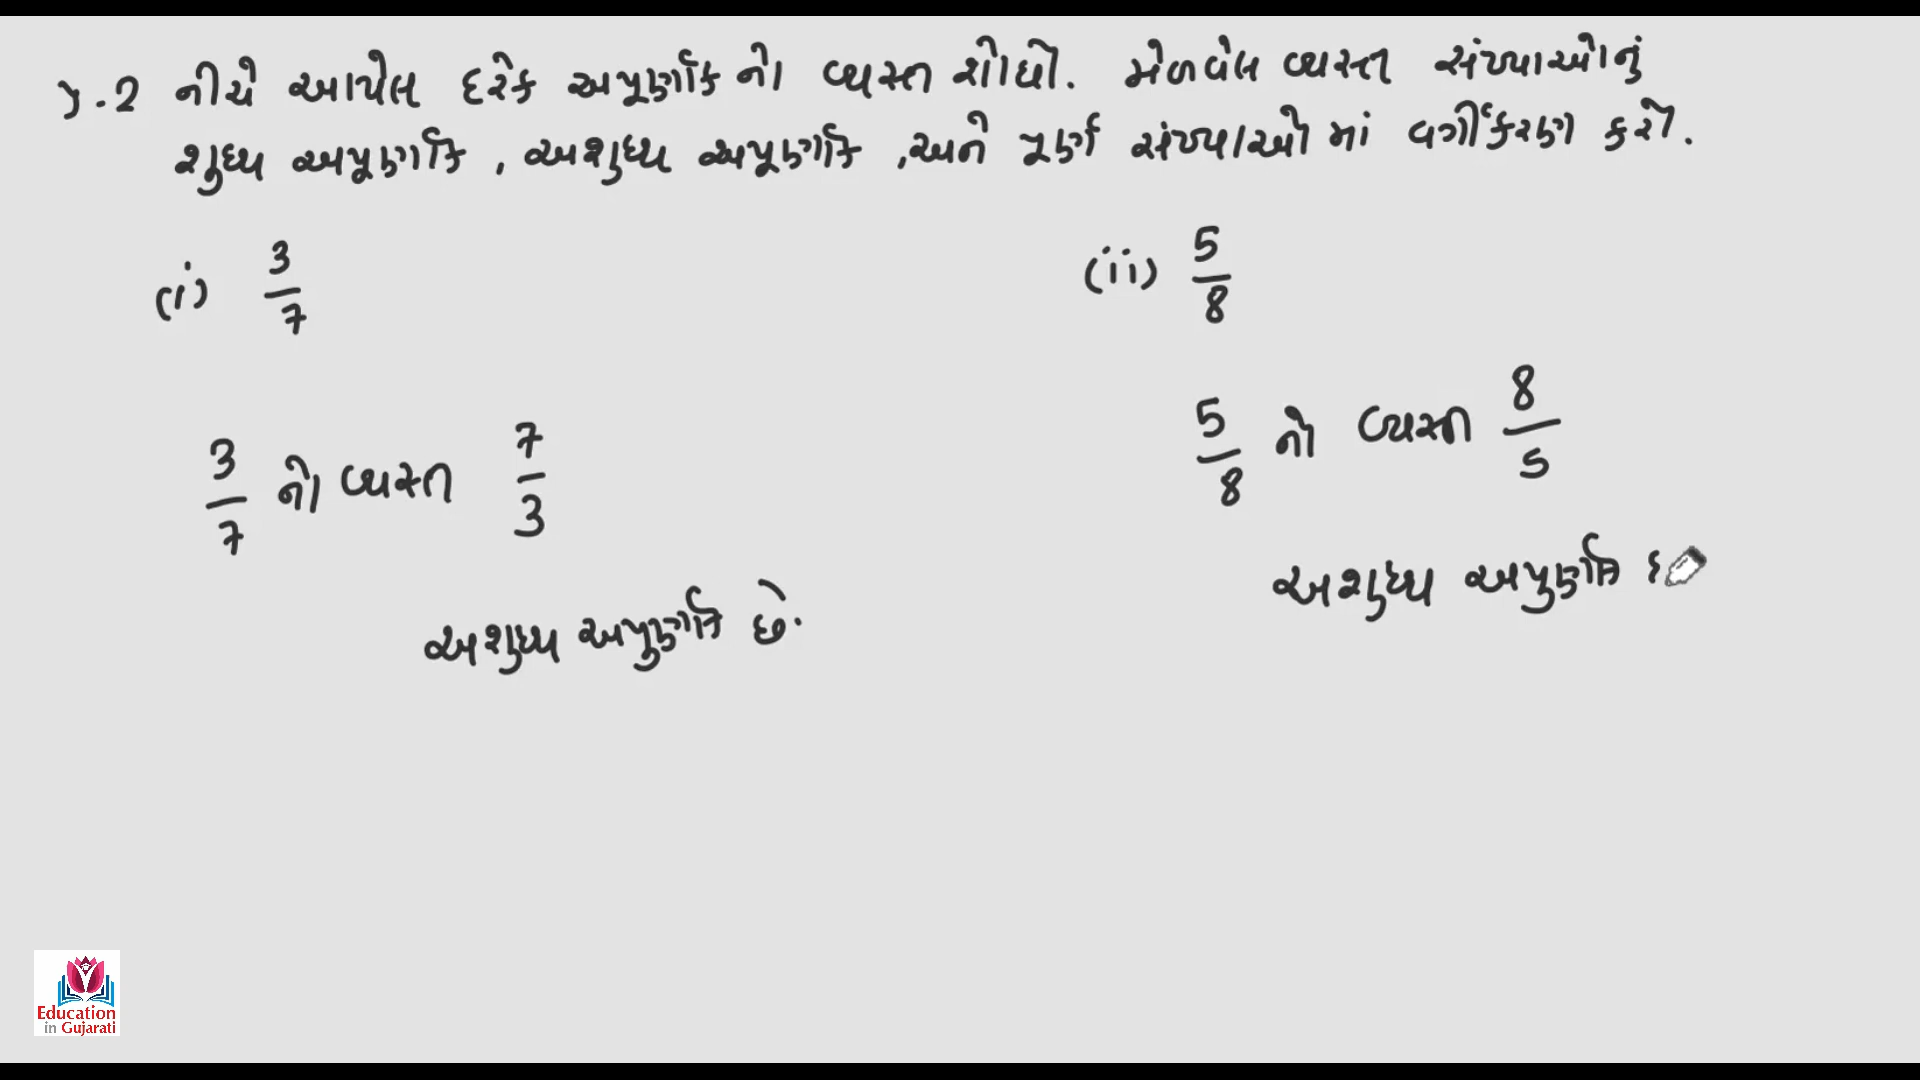 પ્ર.2 નીચે આપેલ દરેક અપૂર્ણાંક નો વ્યસ્ત શોધો. મેળવેલ વ્યસ્ત સંખ્યાઓનું
શુધ્ધ અપૂર્ણાંક , અશુધ્ધ અપૂર્ણાંક , અને પૂર્ણ સંખ્યાઓ માં વર્ગીકરણ કરો.
(i) 3/7
(ii) 5/8
3/7 નો વ્યસ્ત 7/3
અશુધ્ધ અપુર્ણાંક છે.
5/8 નો વ્યસ્ત 8/5
અશુધ્ધ અપુર્ણાંક
Education
in Gujarati